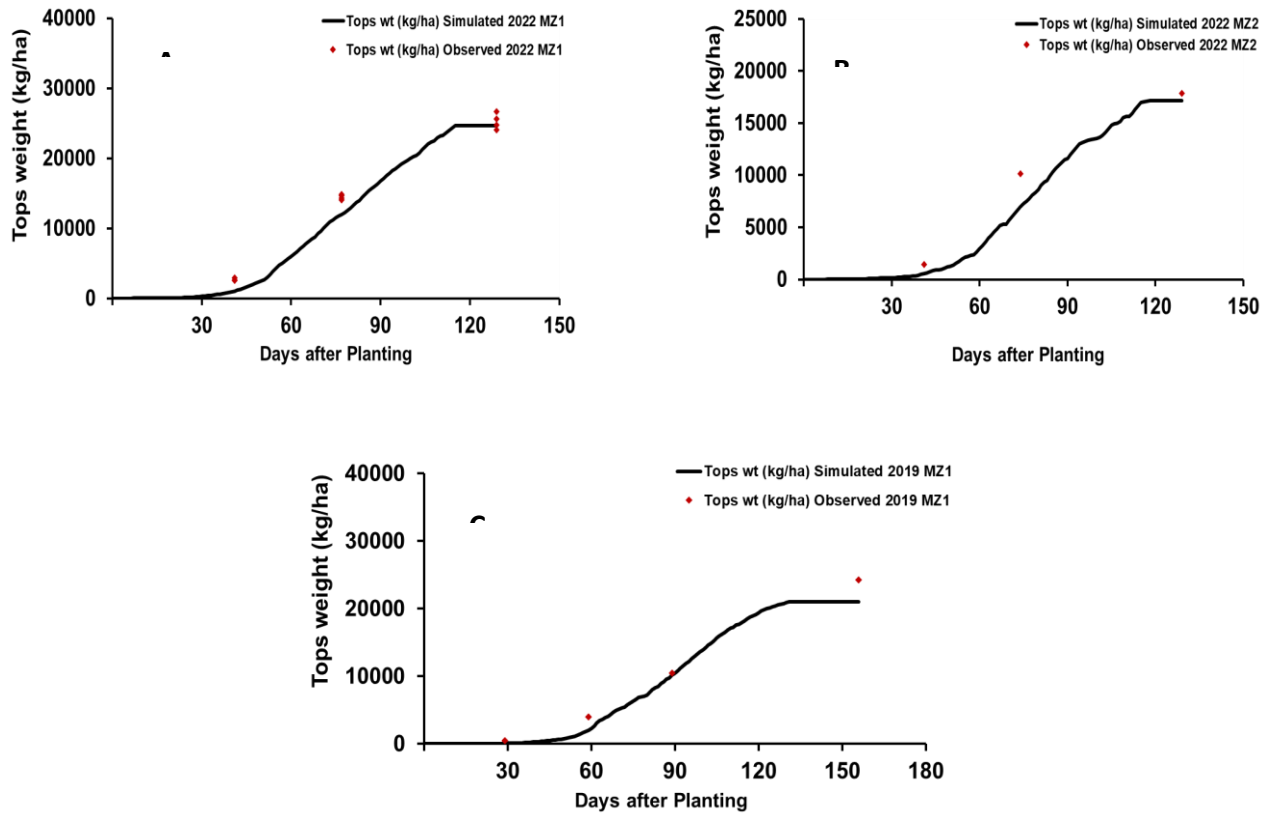 Tops wt (kg/ha) Simulated 2022 MZ1
Tops wt (kg/ha) Observed 2022 MZ1
Tops weight (kg/ha)
40000
30000
20000
10000
0
30 60 90 120 150
Days after Planting
Tops wt (kg/ha) Simulated 2022 MZ2
Tops wt (kg/ha) Observed 2022 MZ2
Tops weight (kg/ha)
25000
20000
15000
10000
5000
0
30 60 90 120 150
Days after Planting
Tops wt (kg/ha) Simulated 2019 MZ1
Tops wt (kg/ha) Observed 2019 MZ1
Tops weight (kg/ha)
40000
30000
20000
10000
0
30 60 90 120 150 180
Days after Planting